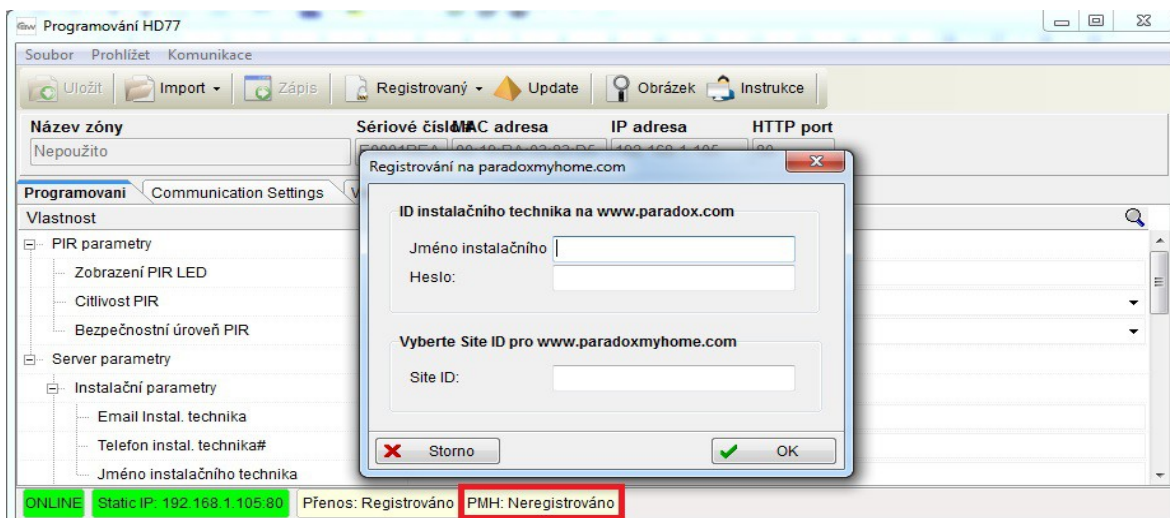 Programování HD77
Soubor Prohlížet Komunikace
Uložit Import Zápis Registrovaný Update Obrázek Instrukce
Název zóny Sériové číslo# MAC adresa IP adresa HTTP port
Nepoužito
Registrování na paradoxmyhome.com
Programovani Communication Settings
ID instalačního technika na www.paradox.com
Vlastnost
PIR parametry
Jméno instalačního
Zobrazení PIR LED
Heslo:
Citlivost PIR
Bezpečnostní úroveň PIR
Vyberte Site ID pro www.paradoxmyhome.com
Server parametry
Site ID:
Instalační parametry
Email Instal. technika
Telefon instal. technika#
Storno OK
Jméno instalačního technika
ONLINE Static IP: 192.168.1.105:80 Přenos: Registrováno PMH: Neregistrováno